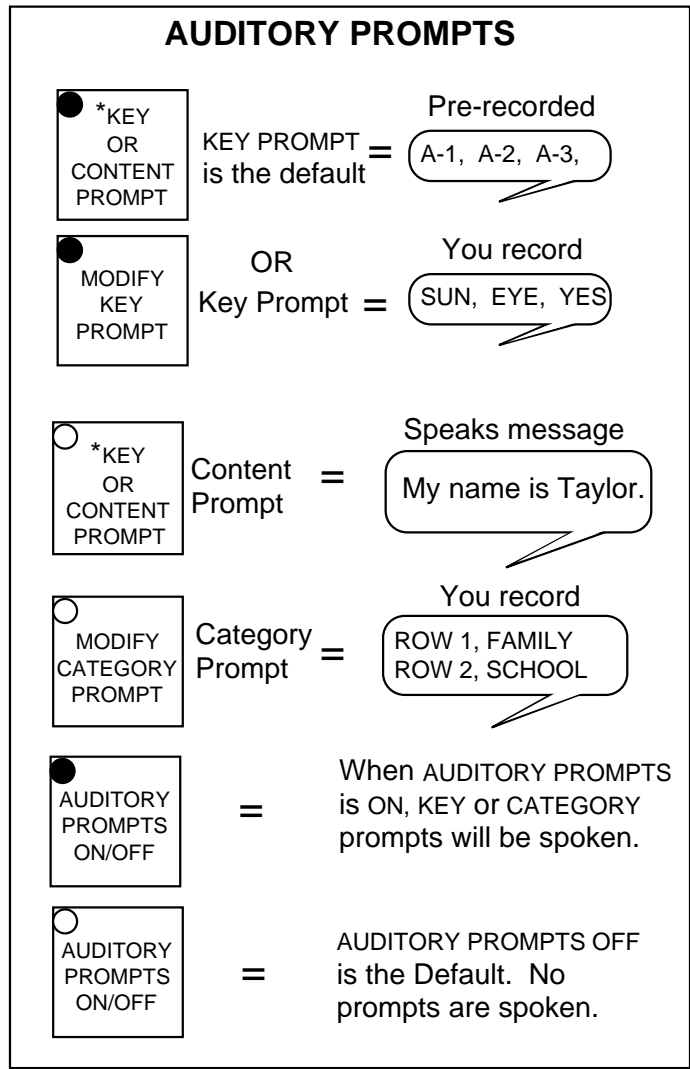 AUDITORY PROMPTS
*KEY
OR
CONTENT
PROMPT
KEY PROMPT
is the default
=
Pre-recorded
A-1, A-2, A-3,
MODIFY
KEY
PROMPT
OR
Key Prompt =
You record
SUN, EYE, YES
*KEY
OR
CONTENT
PROMPT
Content
Prompt
=
Speaks message
My name is Taylor.
MODIFY
CATEGORY
PROMPT
Category
Prompt
=
You record
ROW 1, FAMILY
ROW 2, SCHOOL
AUDITORY
PROMPTS
ON/OFF
=
When AUDITORY PROMPTS
is ON, KEY or CATEGORY
prompts will be spoken.
AUDITORY
PROMPTS
ON/OFF
=
AUDITORY PROMPTS OFF
is the Default. No
prompts are spoken.